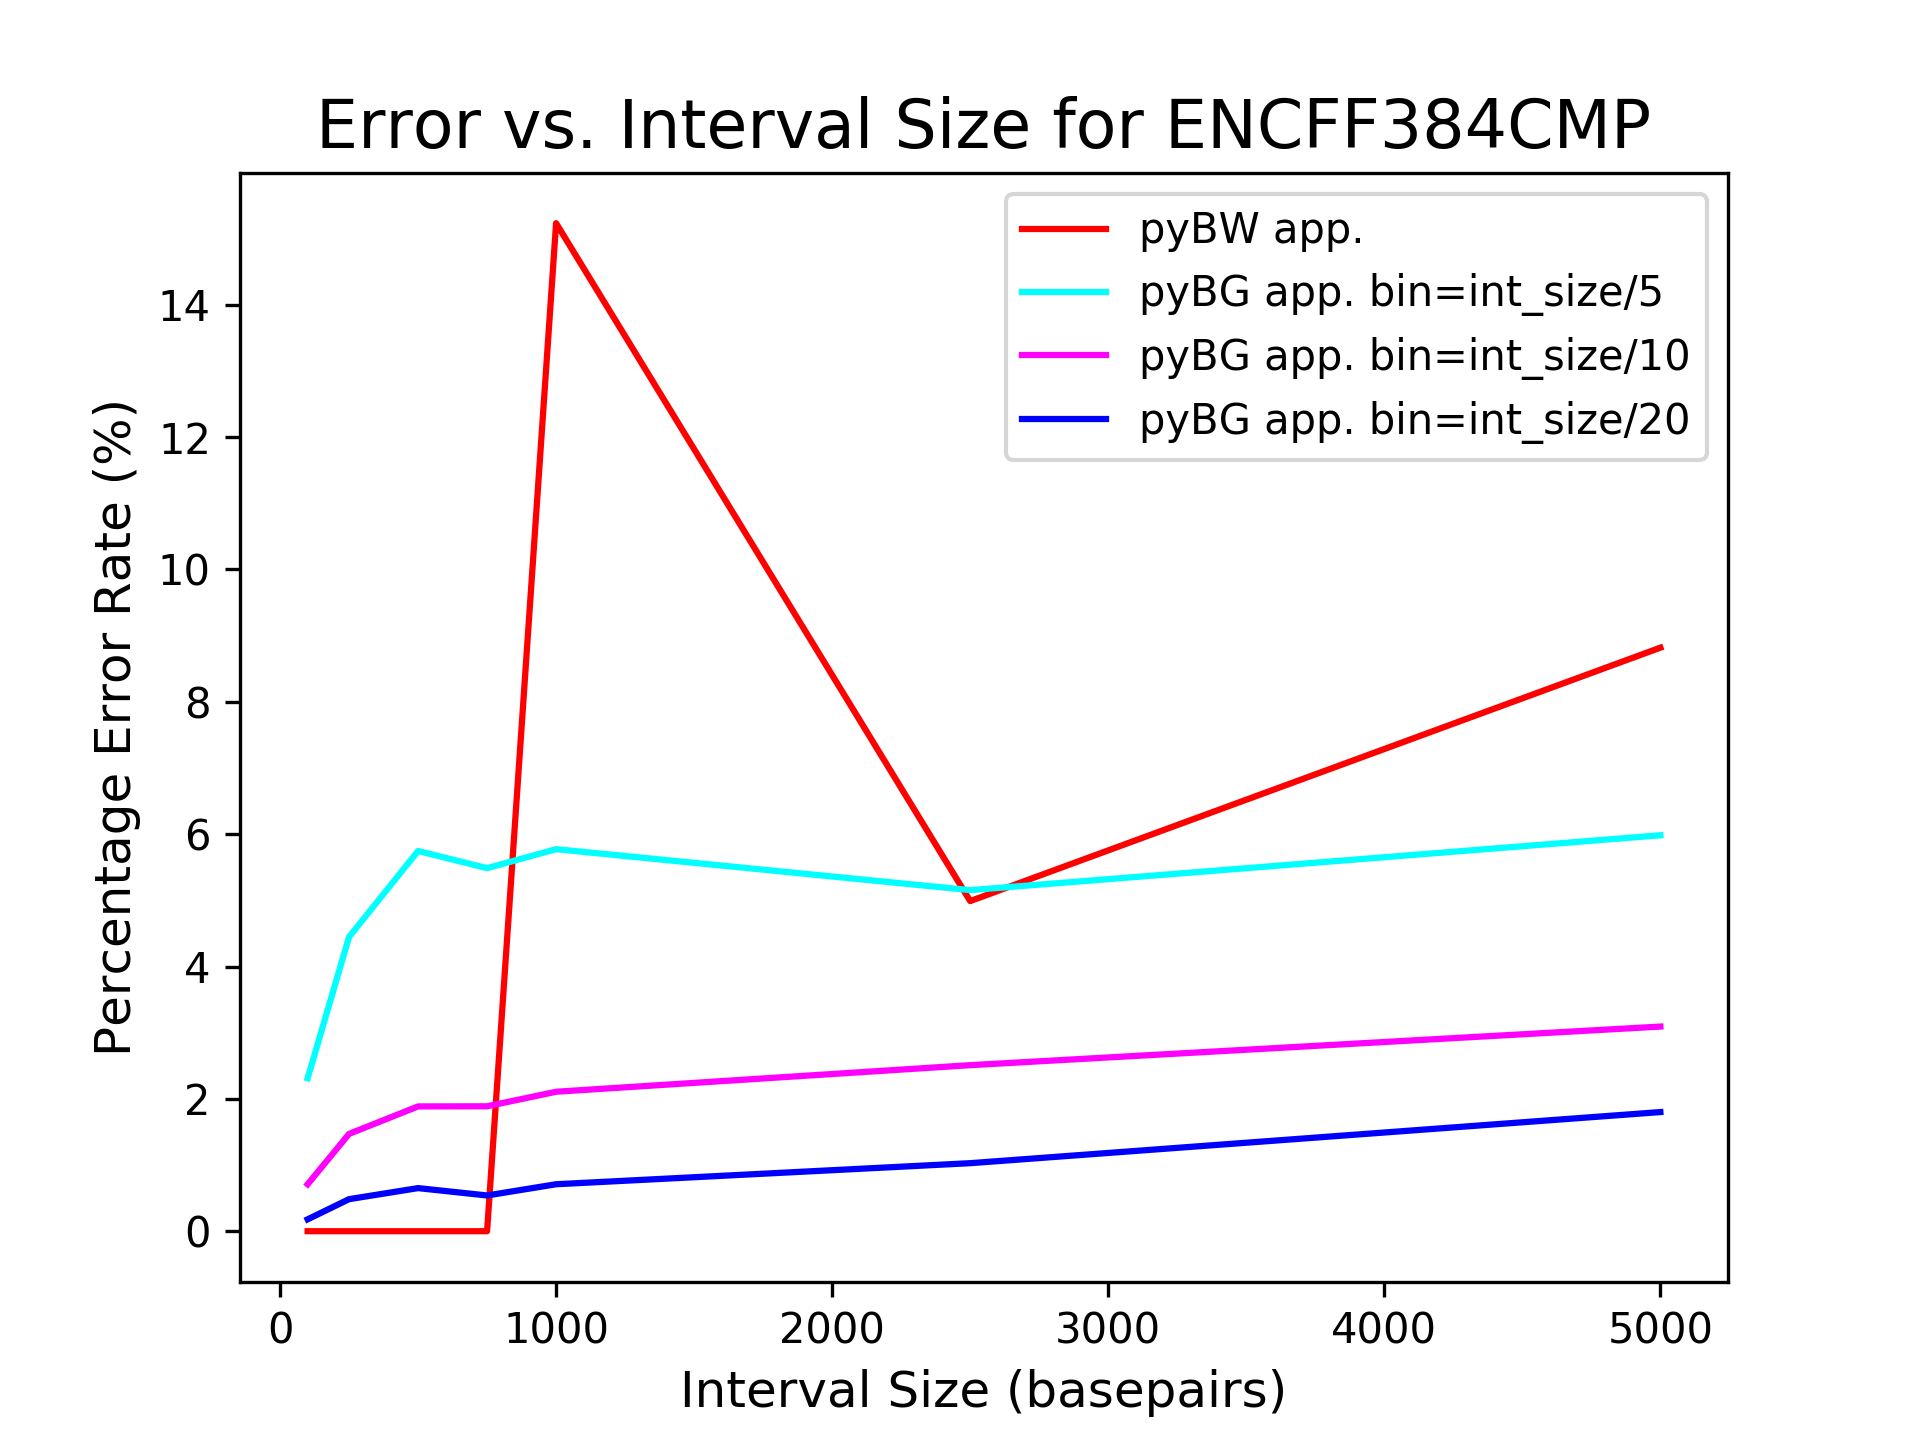 Error vs. Interval Size for ENCFF384CMP
pyBW app.
pyBG app. bin=int_size/5
pyBG app. bin=int_size/10
pyBG app. bin=int_size/20
Percentage Error Rate (%)
14
12
10
8
6
4
2
0
0 1000 2000 3000 4000 5000
Interval Size (basepairs)